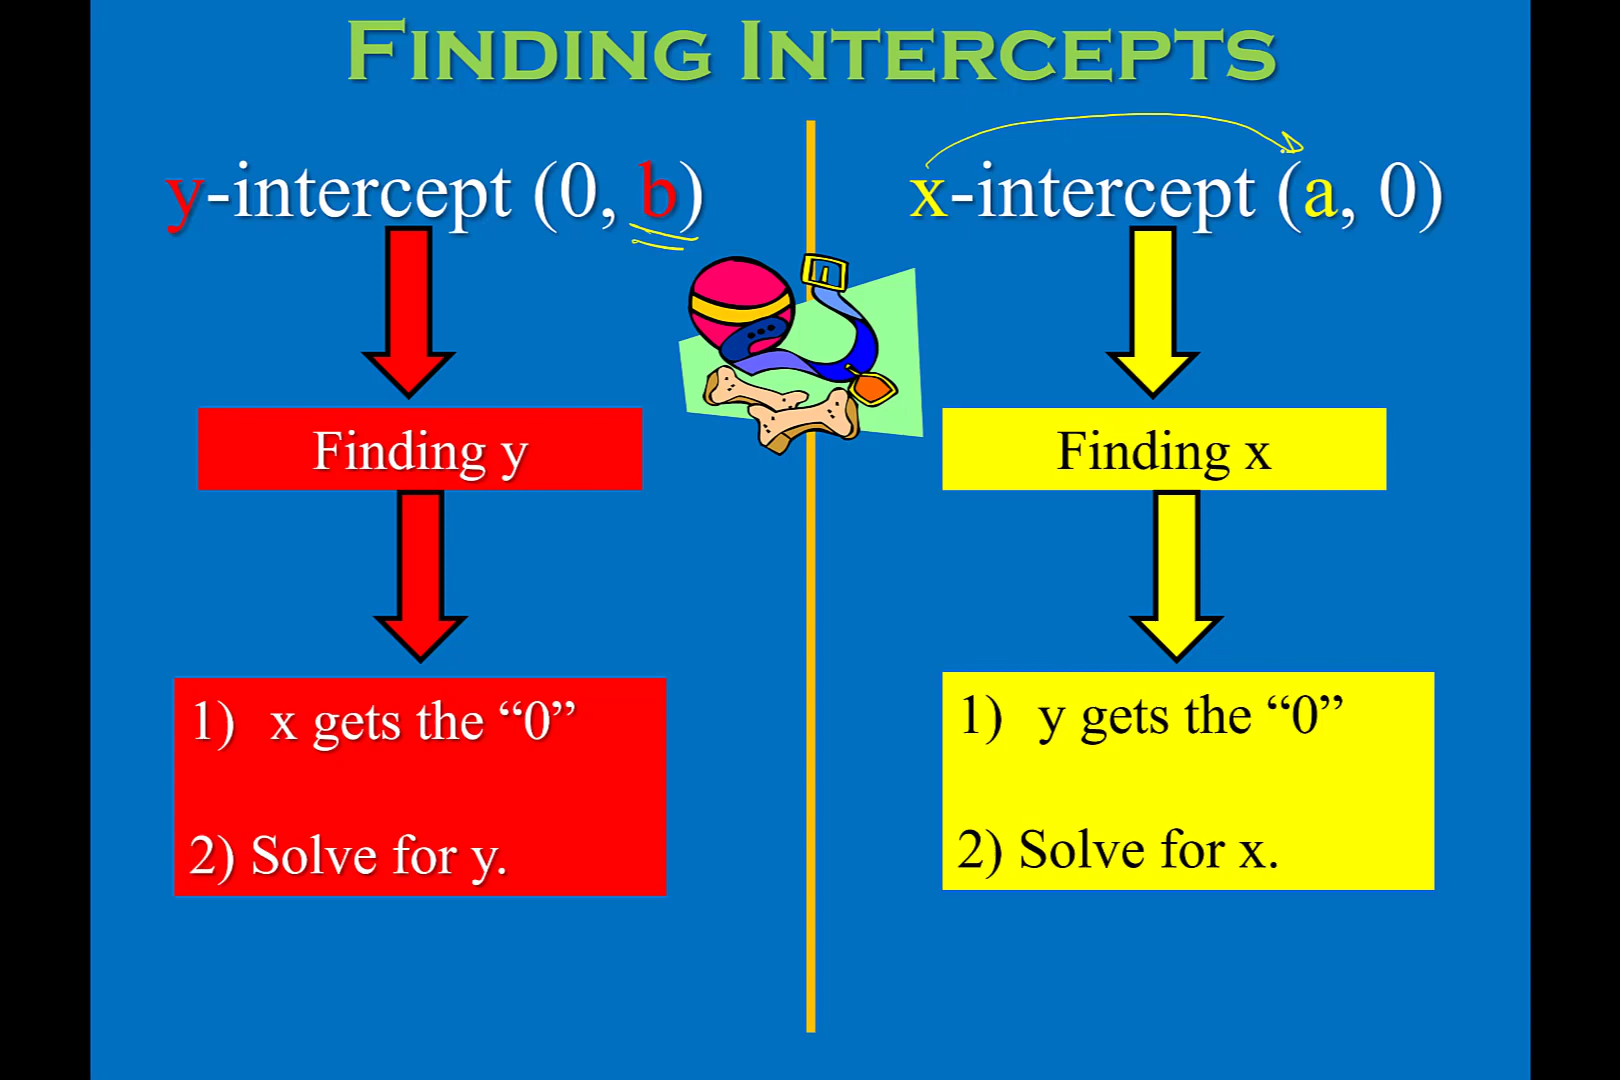 FINDING INTERCEPTS
y-intercept (0, b)
Finding y
1) x gets the “0”
2) Solve for y.
x-intercept (a, 0)
Finding x
1) y gets the “0”
2) Solve for x.